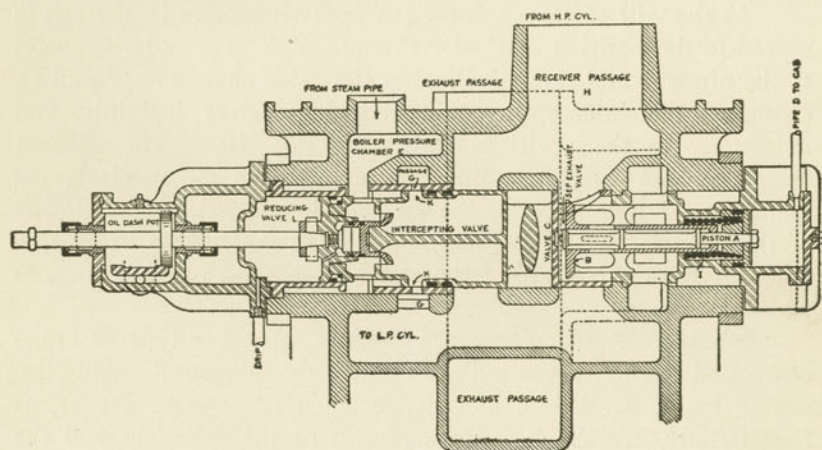 FROM H.P. CYL.
FROM STEAM PIPE
EXHAUST PASSAGE
RECEIVER PASSAGE
H
PIPE D TO CAB
BOILER PRESSURE
CHAMBER E
PASSAGE
G
SEP EXHAUST
VALVE
K
OIL DASH POT
REDUCING
VALVE L
INTERCEPTING VALVE
VALVE C
PISTON A
B
I
K
G
TO L.P. CYL.
DRIP
EXHAUST PASSAGE